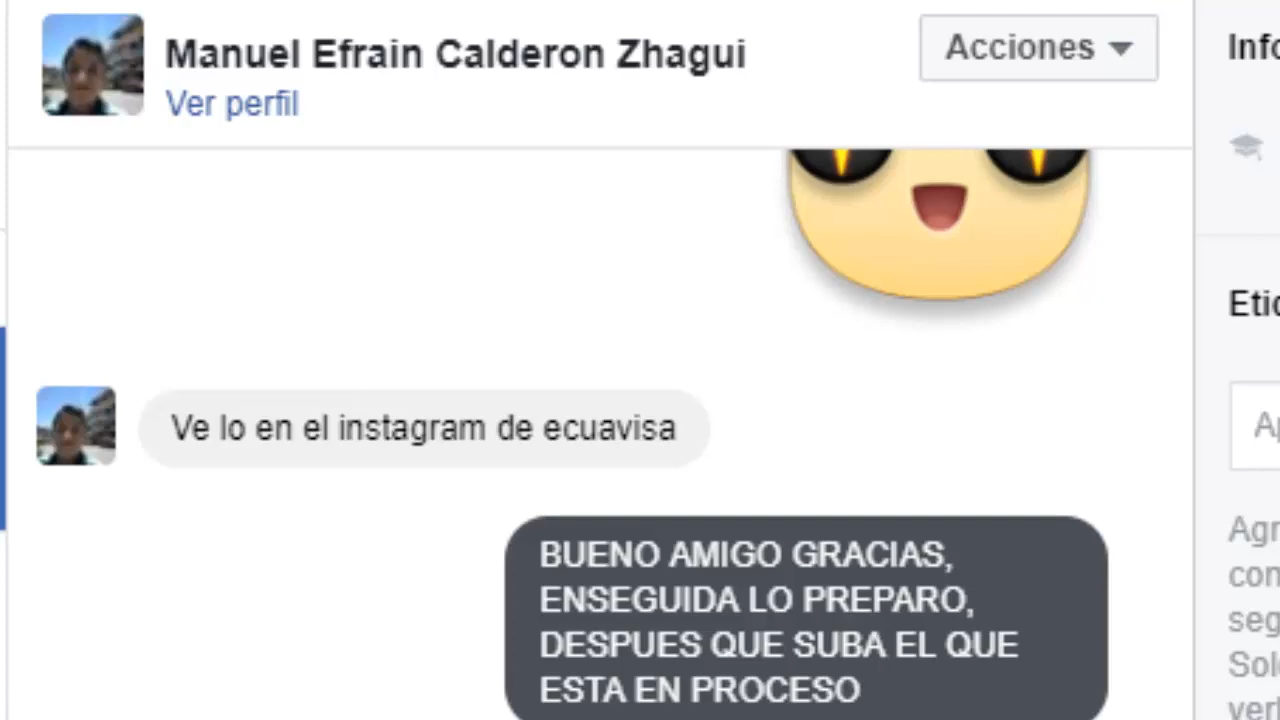 Manuel Efrain Calderon Zhagui
Ver perfil
Acciones
Ve lo en el instagram de ecuavisa
BUENO AMIGO GRACIAS,
ENSEGUIDA LO PREPARO,
DESPUES QUE SUBA EL QUE
ESTA EN PROCESO